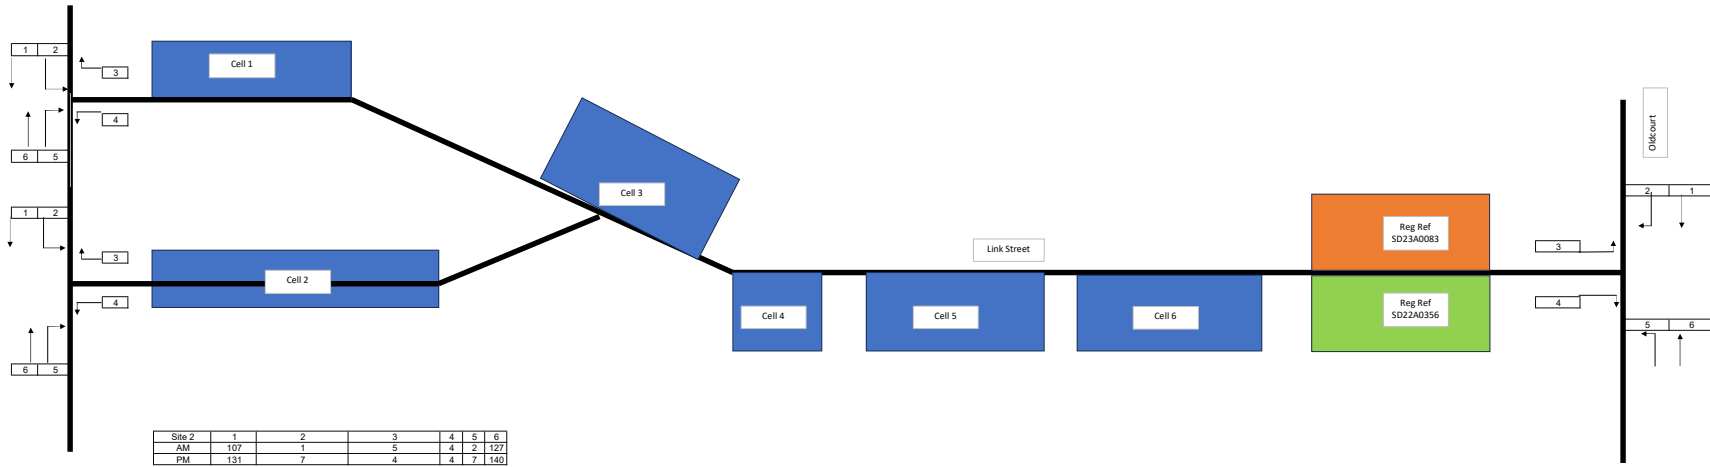 1 2
3
Cell 1
4
6 5
Cell 3
Oldcourt
2 1
1 2
3
Cell 2
4
6 5
Link Street
Reg Ref
SD23A0083
3
Cell 4
Cell 5
Cell 6
Reg Ref
SD22A0356
4
5 6
Site 2 1 2 3 4 5 6
AM 107 1 5 4 2 127
PM 131 7 4 4 7 140